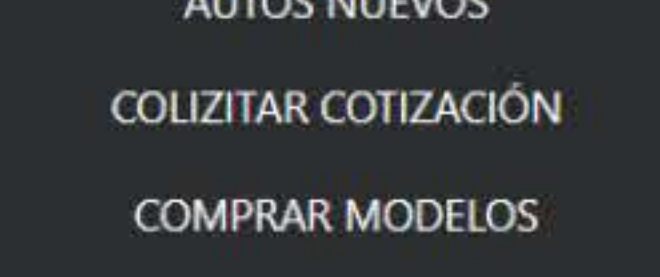 AUTOS NUEVOS
COLIZITAR COTIZACIÓN
COMPRAR MODELOS